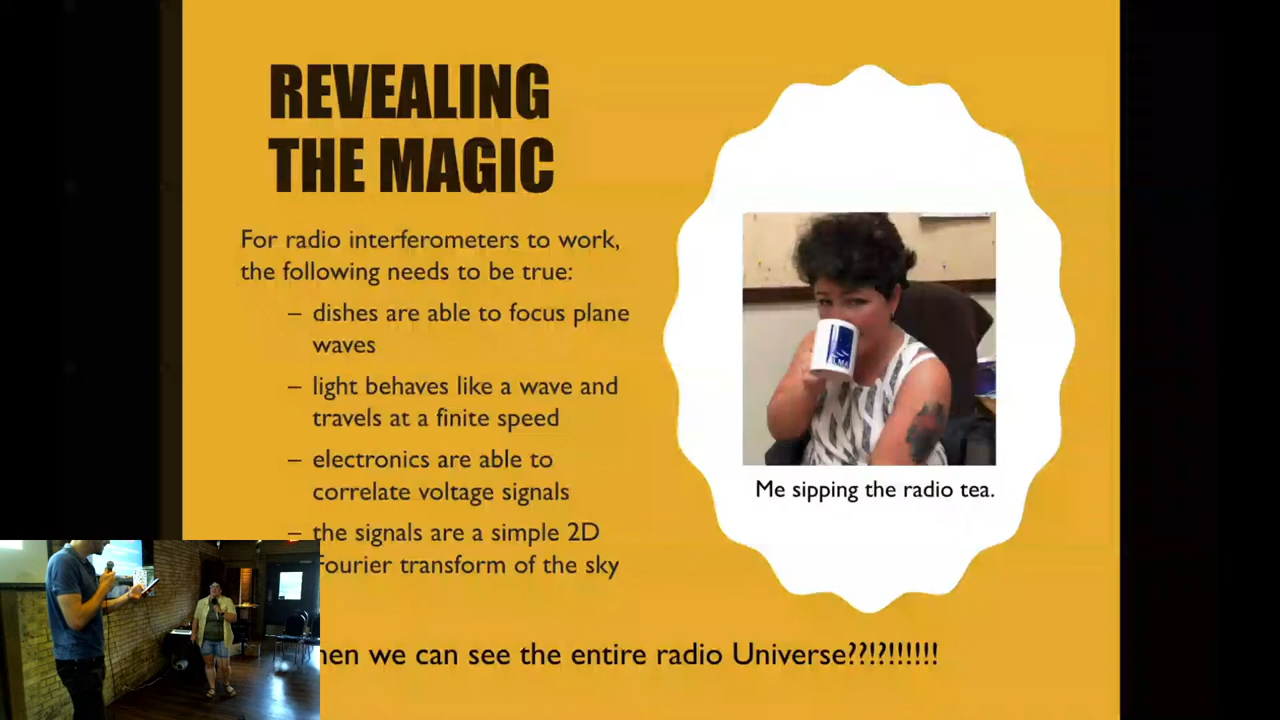 REVEALING
THE MAGIC
For radio interferometers to work,
the following needs to be true:
– dishes are able to focus plane
waves
– light behaves like a wave and
travels at a finite speed
– electronics are able to
correlate voltage signals
– the signals are a simple 2D
Fourier transform of the sky
Me sipping the radio tea.
we can see the entire radio Universe??!?!!!!!!